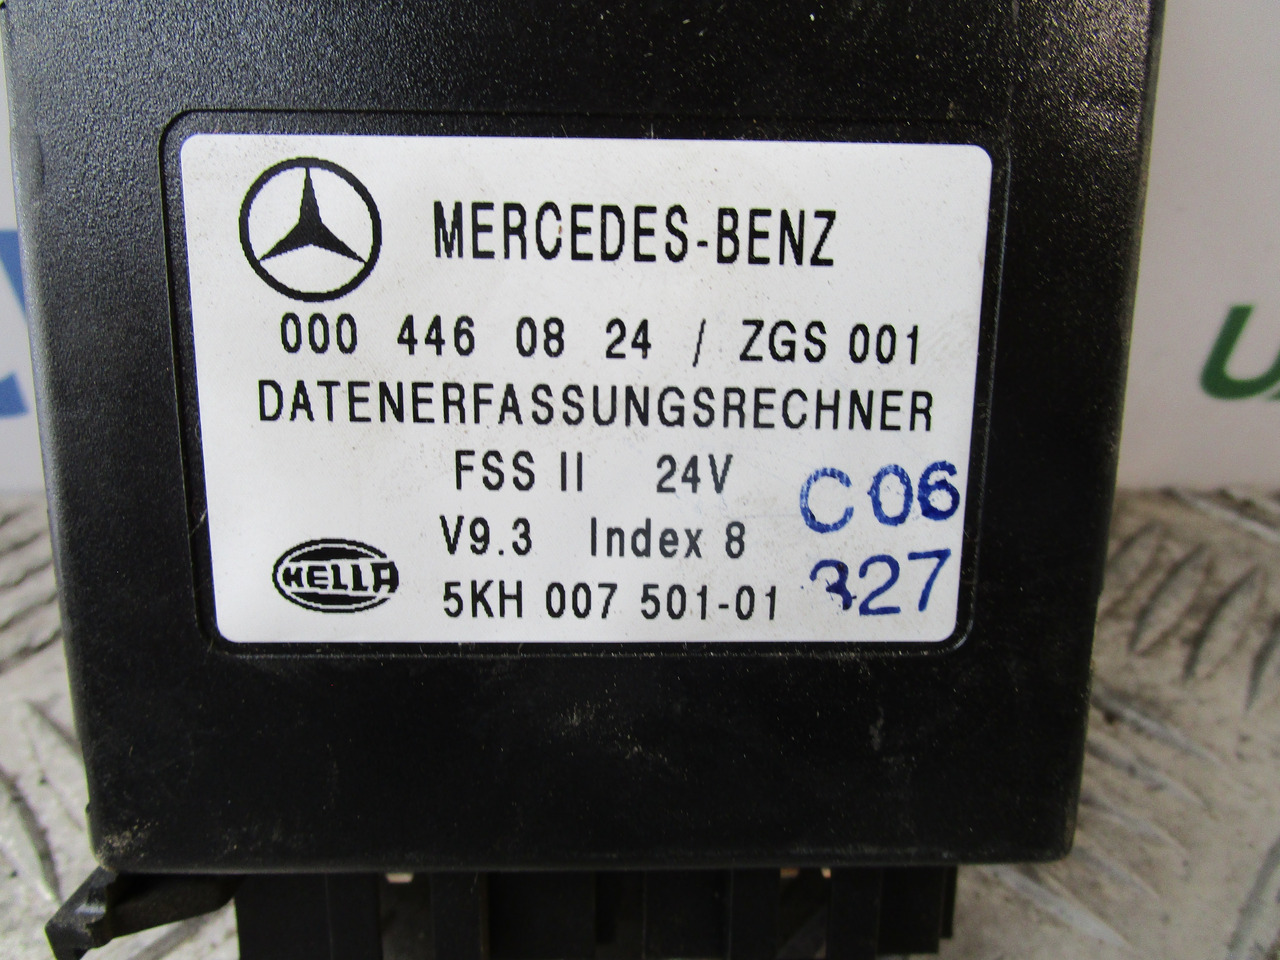 MERCEDES-BENZ
000 446 08 24 / ZGS 001
DATENERFASSUNGSRECHNER
FSS II 24V
C06
V9.3 Index 8
327
HELLA
5KH 007 501-01